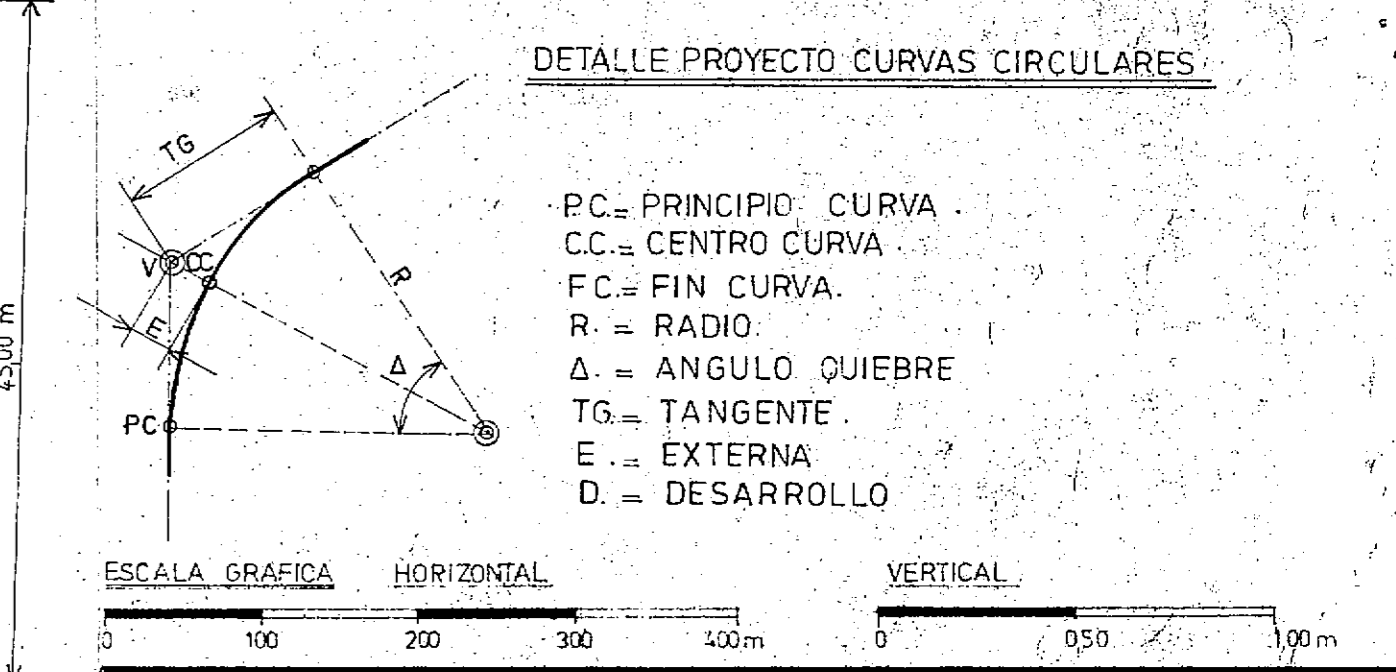 DETALLE PROYECTO CURVAS CIRCULARES
TG
P.C.= PRINCIPIO CURVA.
C.C.= CENTRO CURVA.
V CC
F C.= FIN CURVA.
R
R. = RADIO.
E
45,00 m
Δ
Δ. = ANGULO QUIEBRE
TG.= TANGENTE.
PC
E .= EXTERNA
D. = DESARROLLO
ESCALA GRAFICA HORIZONTAL VERTICAL
0 100 200 300 400m 0 0,50 1,00 m